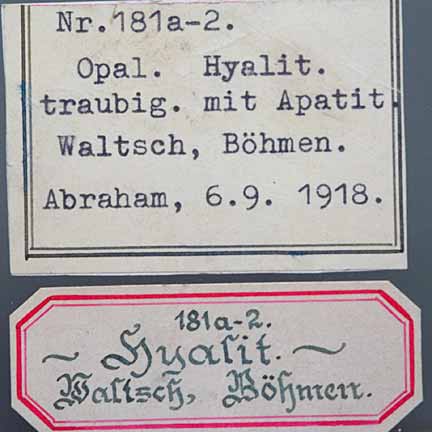 Nr.181a-2.
Opal. Hyalit.
traubig. mit Apatit.
Waltsch, Böhmen.
Abraham, 6.9. 1918.
181a-2.
~ Hyalit. ~
Waltsch, Böhmen.